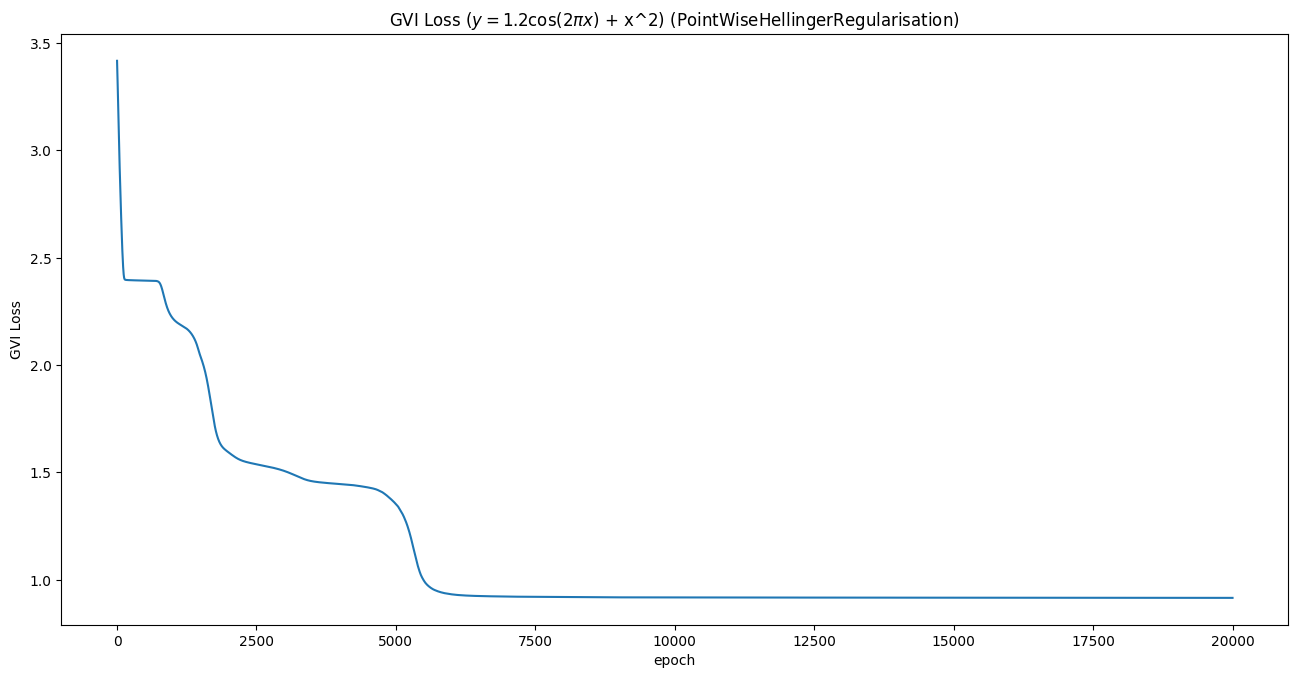 GVI Loss (y = 1.2cos(2πx) + x^2) (PointWiseHellingerRegularisation)
3.5
3.0
2.5
2.0
1.5
1.0
GVI Loss
0 2500 5000 7500 10000 12500 15000 17500 20000
epoch